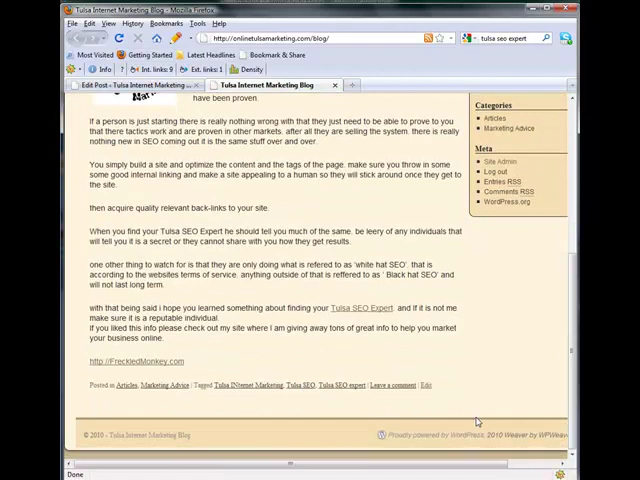 Tulsa Internet Marketing Blog - Mozilla Firefox
File Edit View History Bookmarks Tools Help
http://onlinetulsamarketing.com/blog/
tulsa seo expert
Most Visited Getting Started Latest Headlines Bookmark & Share
Info ? Int. links: 9 Ext. links: 1 Density
Edit Post ‹ Tulsa Internet Marketing ... Tulsa Internet Marketing Blog
have been proven.
If a person is just starting there is really nothing wrong with that they just need to be able to prove to you
that there tactics work and are proven in other markets. after all they are selling the system. there is really
nothing new in SEO coming out it is the same stuff over and over.
You simply build a site and optimize the content and the tags of the page. make sure you throw in some
some good internal linking and make a site appealing to a human so they will stick around once they get to
the site.
then acquire quality relevant back-links to your site.
When you find your Tulsa SEO Expert he should tell you much of the same. be leery of any individuals that
will tell you it is a secret or they cannot share with you how they get results.
one other thing to watch for is that they are only doing what is refered to as 'white hat SEO'. that is
according to the websites terms of service. anything outside of that is reffered to as ' Black hat SEO' and
will not last long term.
with that being said i hope you learned something about finding your Tulsa SEO Expert. and If it is not me
make sure it is a reputable individual.
If you liked this info please check out my site where I am giving away tons of great info to help you market
your business online.
http://FreckledMonkey.com
Posted in Articles, Marketing Advice | Tagged Tulsa INternet Marketing, Tulsa SEO, Tulsa SEO expert | Leave a comment | Edit
Categories
Articles
Marketing Advice
Meta
Site Admin
Log out
Entries RSS
Comments RSS
WordPress.org
© 2010 - Tulsa Internet Marketing Blog
Proudly powered by WordPress. 2010 Weaver by WPWeav
Done